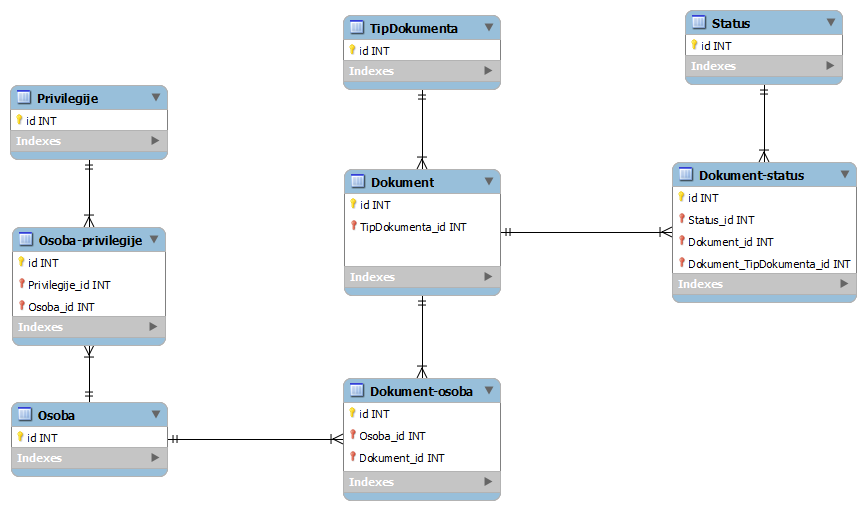 TipDokumenta
id INT
Indexes
Status
id INT
Indexes
Privilegije
id INT
Indexes
Dokument
id INT
TipDokumenta_id INT
Indexes
Dokument-status
id INT
Status_id INT
Dokument_id INT
Dokument_TipDokumenta_id INT
Indexes
Osoba-privilegije
id INT
Privilegije_id INT
Osoba_id INT
Indexes
Osoba
id INT
Indexes
Dokument-osoba
id INT
Osoba_id INT
Dokument_id INT
Indexes